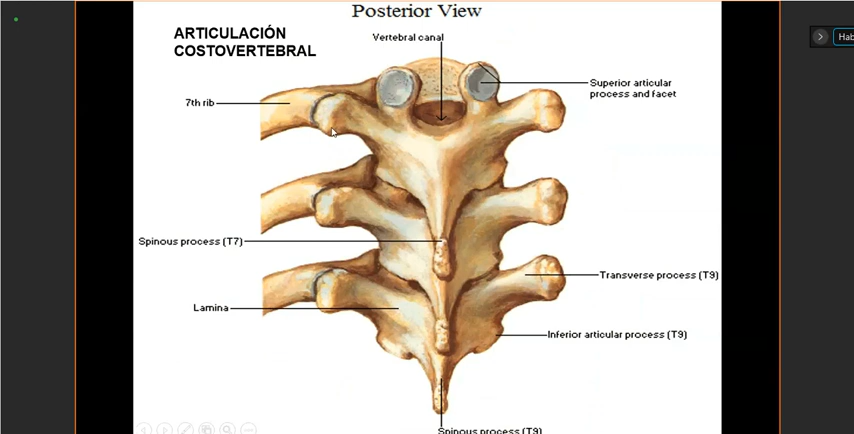 Posterior View
ARTICULACIÓN
COSTOVERTEBRAL
Vertebral canal
Superior articular
process and facet
7th rib
Spinous process (T7)
Transverse process (T9)
Lamina
Inferior articular process (T9)
Spinous process (T9)
Hab